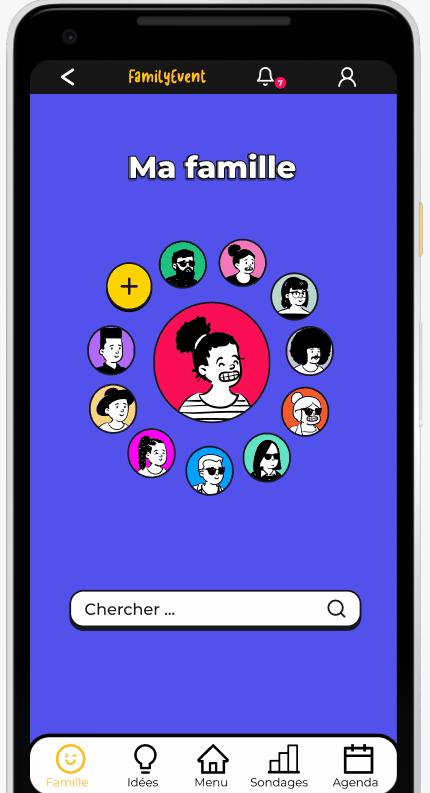 FamilyEvent
7
Ma famille
Chercher ...
Famille
Idées
Menu
Sondages
Agenda